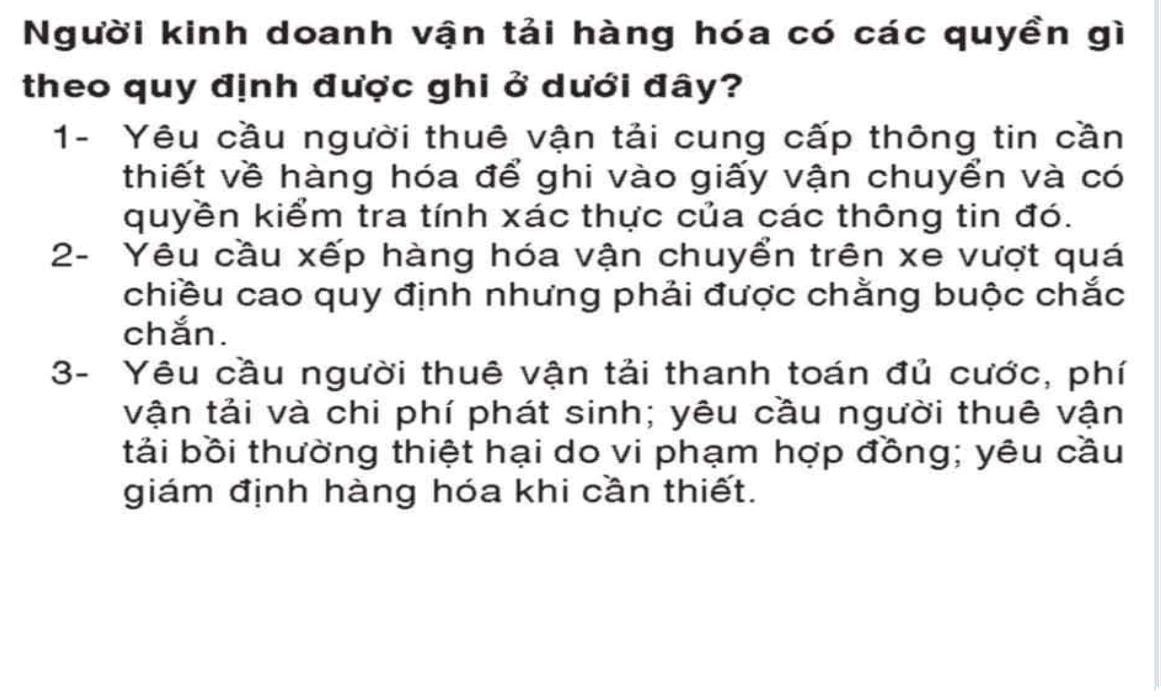 Người kinh doanh vận tải hàng hóa có các quyền gì
theo quy định được ghi ở dưới đây?
1- Yêu cầu người thuê vận tải cung cấp thông tin cần
thiết về hàng hóa để ghi vào giấy vận chuyển và có
quyền kiểm tra tính xác thực của các thông tin đó.
2- Yêu cầu xếp hàng hóa vận chuyển trên xe vượt quá
chiều cao quy định nhưng phải được chằng buộc chắc
chắn.
3- Yêu cầu người thuê vận tải thanh toán đủ cước, phí
vận tải và chi phí phát sinh; yêu cầu người thuê vận
tải bồi thường thiệt hại do vi phạm hợp đồng; yêu cầu
giám định hàng hóa khi cần thiết.